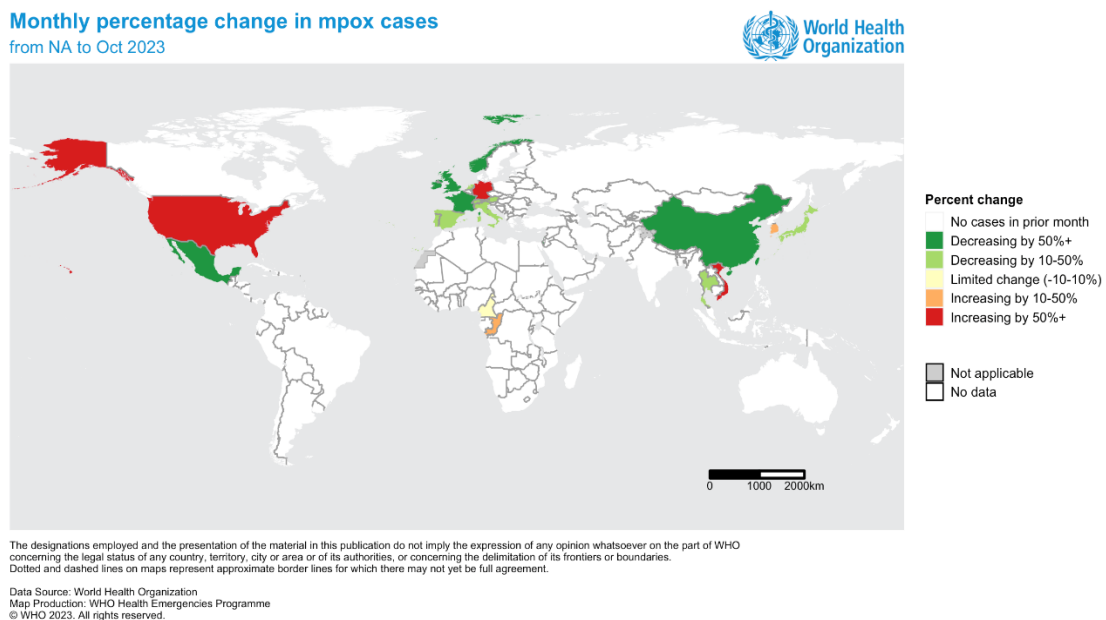 Monthly percentage change in mpox cases
from NA to Oct 2023
World Health
Organization
Percent change
No cases in prior month
Decreasing by 50%+
Decreasing by 10-50%
Limited change (-10-10%)
Increasing by 10-50%
Increasing by 50%+
Not applicable
No data
0 1000 2000km
The designations employed and the presentation of the material in this publication do not imply the expression of any opinion whatsoever on the part of WHO
concerning the legal status of any country, territory, city or area or of its authorities, or concerning the delimitation of its frontiers or boundaries.
Dotted and dashed lines on maps represent approximate border lines for which there may not yet be full agreement.
Data Source: World Health Organization
Map Production: WHO Health Emergencies Programme
© WHO 2023. All rights reserved.